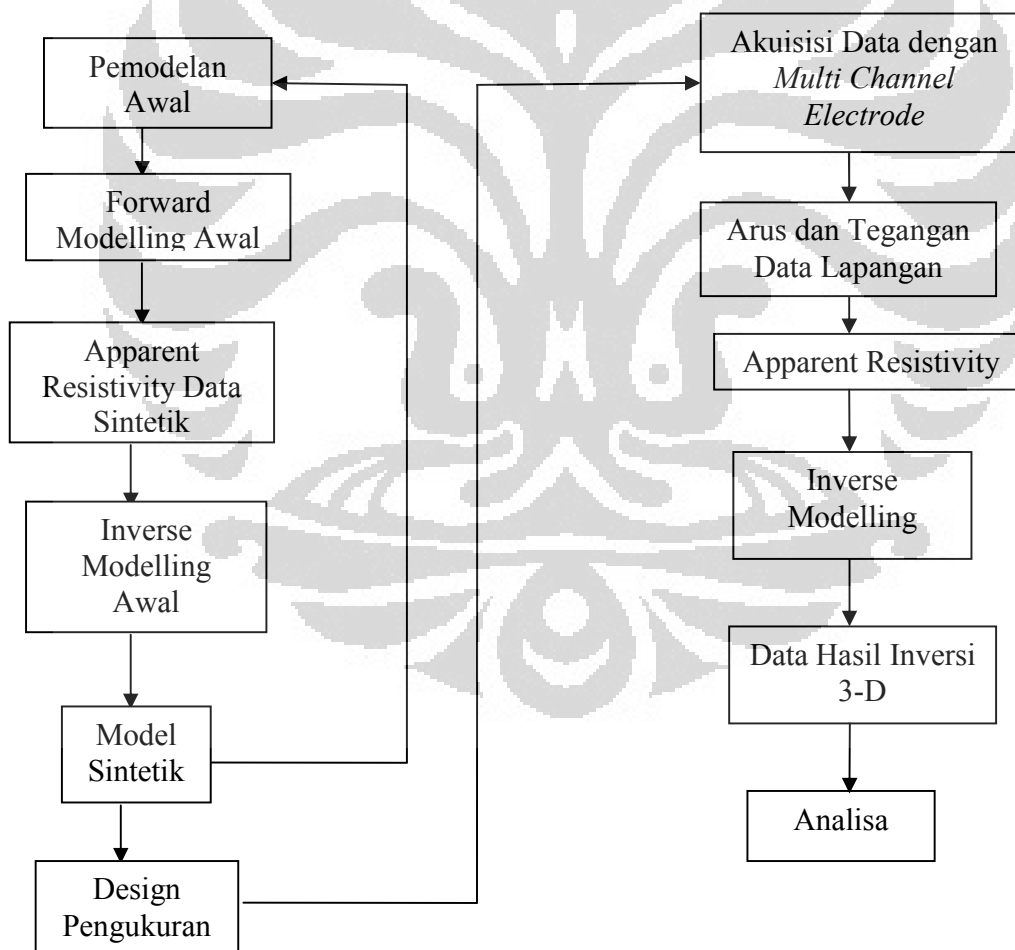 Pemodelan
Awal
Forward
Modelling Awal
Apparent
Resistivity Data
Sintetik
Inverse
Modelling
Awal
Model
Sintetik
Design
Pengukuran
Akuisisi Data dengan
Multi Channel
Electrode
Arus dan Tegangan
Data Lapangan
Apparent Resistivity
Inverse
Modelling
Data Hasil Inversi
3-D
Analisa